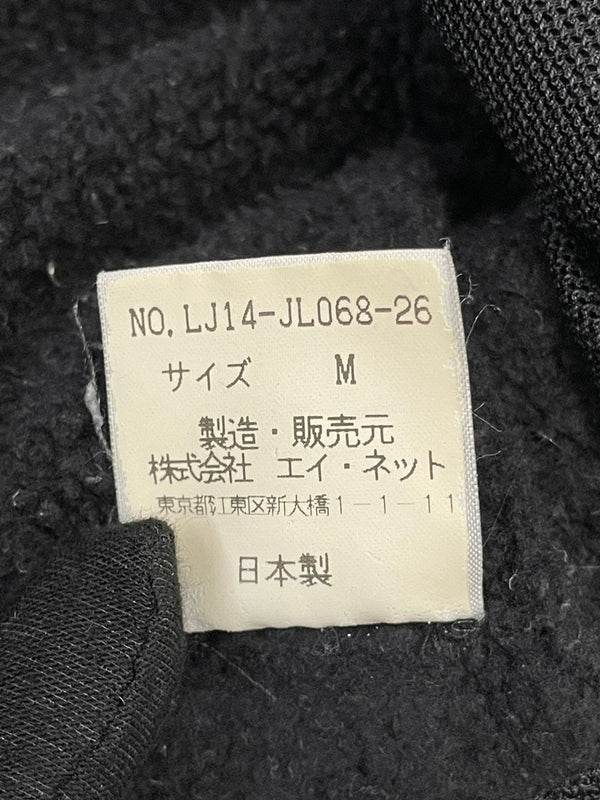 NO.LJ14-JL068-26
サイズ M
製造・販売元
株式会社 エイ・ネット
東京都江東区新大橋1－1－11
日本製